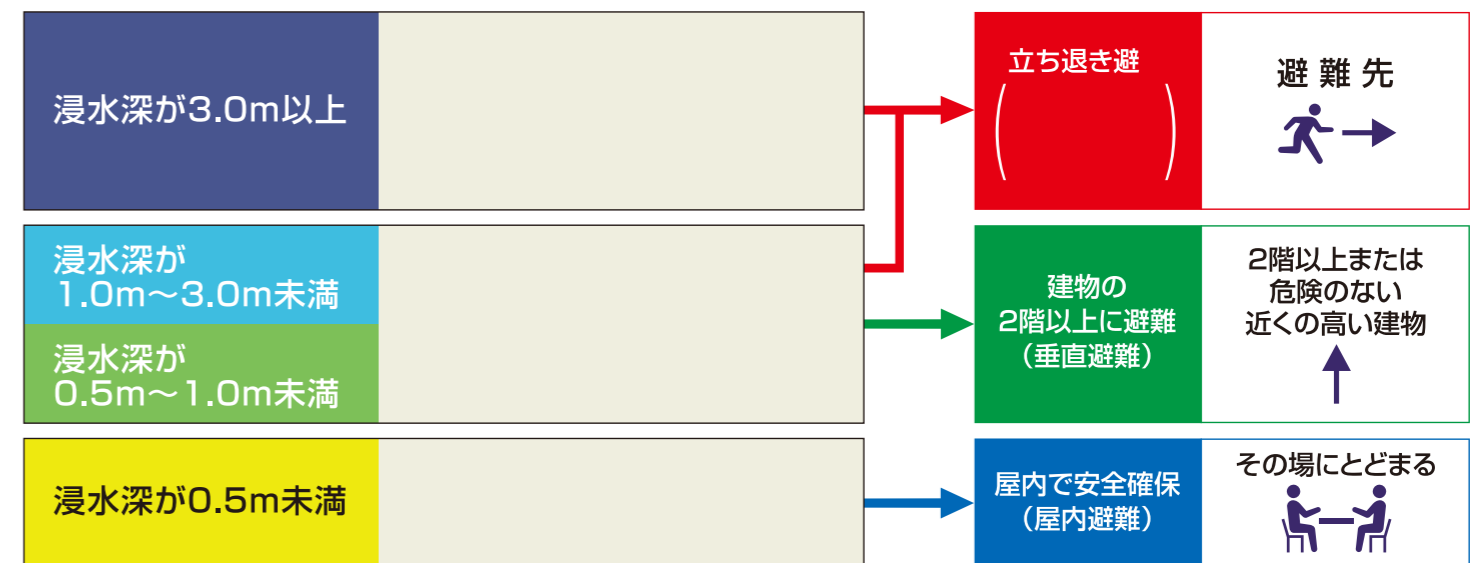 浸水深が3.0m以上
立ち退き避
避難先
浸水深が
1.0m～3.0m未満
浸水深が
0.5m～1.0m未満
建物の
2階以上に避難
（垂直避難）
2階以上または
危険のない
近くの高い建物
浸水深が0.5m未満
屋内で安全確保
（屋内避難）
その場にとどまる